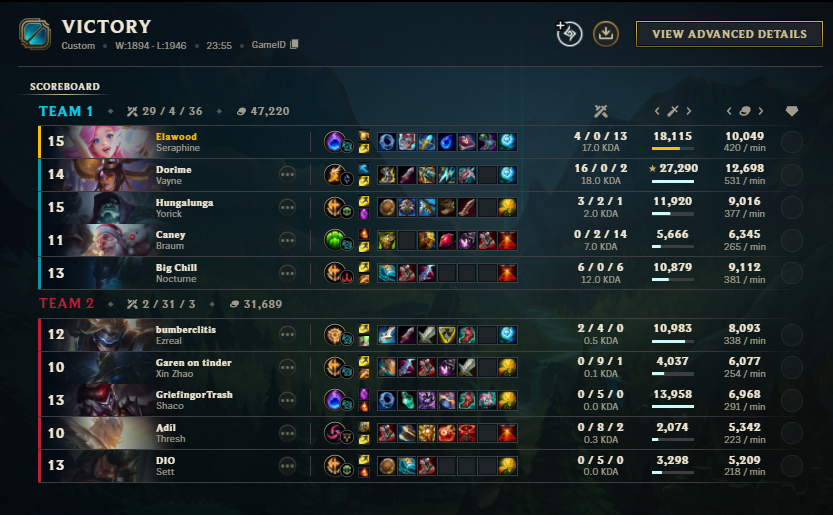 VICTORY
Custom • W:1894 - L:1946 • 23:55 • GameID
VIEW ADVANCED DETAILS
SCOREBOARD
TEAM 1 29 / 4 / 36 47,220
15 Elawood 4 / 0 / 13 18,115 10,049
Seraphine 17.0 KDA 420 / min
14 Dorime 16 / 0 / 2 27,290 12,698
Vayne 18.0 KDA 531 / min
15 Hungalunga 3 / 2 / 1 11,920 9,016
Yorick 2.0 KDA 377 / min
11 Caney 0 / 2 / 14 5,666 6,345
Braum 7.0 KDA 265 / min
13 Big Chill 6 / 0 / 6 10,879 9,112
Nocturne 12.0 KDA 381 / min
TEAM 2 2 / 31 / 3 31,689
12 bumberclitis 2 / 4 / 0 10,983 8,093
Ezreal 0.5 KDA 338 / min
10 Garen on tinder 0 / 9 / 1 4,037 6,077
Xin Zhao 0.1 KDA 254 / min
13 GriefingorTrash 0 / 5 / 0 13,958 6,968
Shaco 0.0 KDA 291 / min
10 Adil 0 / 8 / 2 2,074 5,342
Thresh 0.3 KDA 223 / min
13 DIO 0 / 5 / 0 3,298 5,209
Sett 0.0 KDA 218 / min